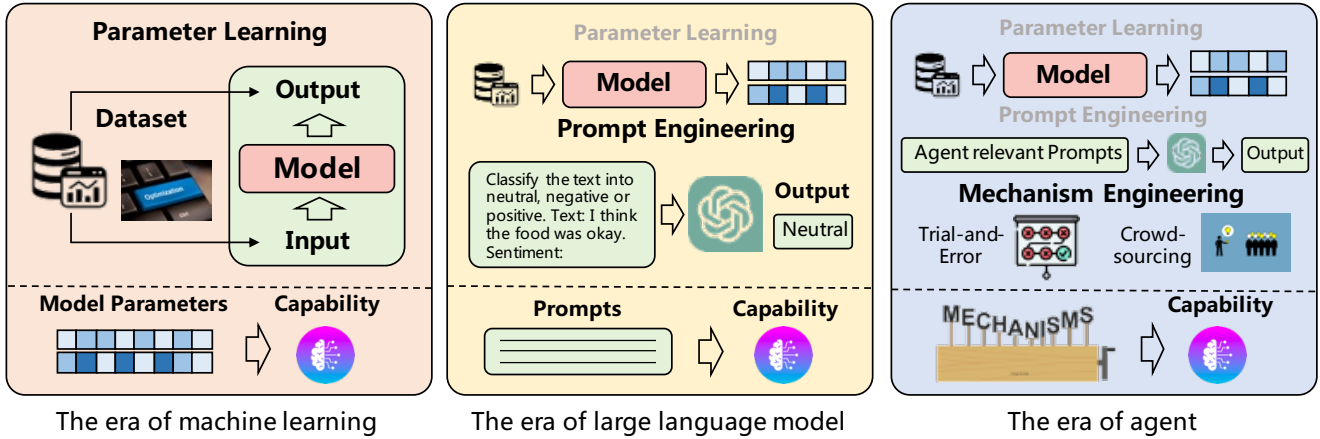 Parameter Learning
Output
Dataset
Optimization
Model
Input
Model Parameters
Capability
The era of machine learning
Parameter Learning
Model
Prompt Engineering
Classify the text into
neutral, negative or
positive. Text: I think
the food was okay.
Sentiment:
Output
Neutral
Prompts
Capability
The era of large language model
Parameter Learning
Model
Prompt Engineering
Agent relevant Prompts
Output
Mechanism Engineering
Trial-and-
Error
Crowd-
sourcing
MECHANISMS
Capability
The era of agent